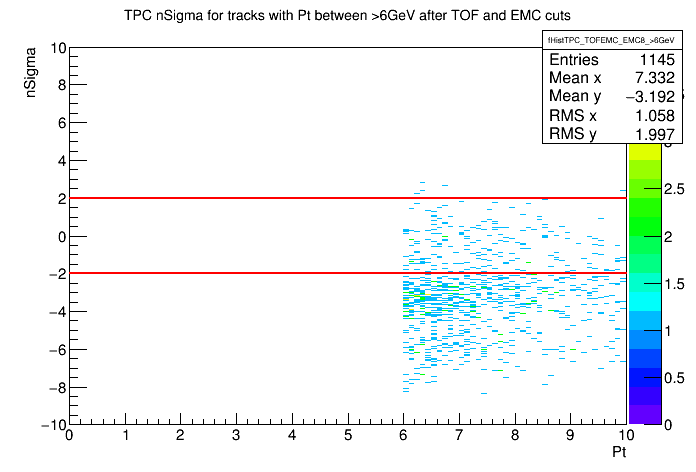 TPC nSigma for tracks with Pt between >6GeV after TOF and EMC cuts
fHistTPC_TOFEMC_EMC8_>6GeV
Entries 1145
Mean x 7.332
Mean y −3.192
RMS x 1.058
RMS y 1.997
nSigma
10
8
6
4
2
0
−2
−4
−6
−8
−10
0 1 2 3 4 5 6 7 8 9 10
Pt
2.5
2
1.5
1
0.5
0